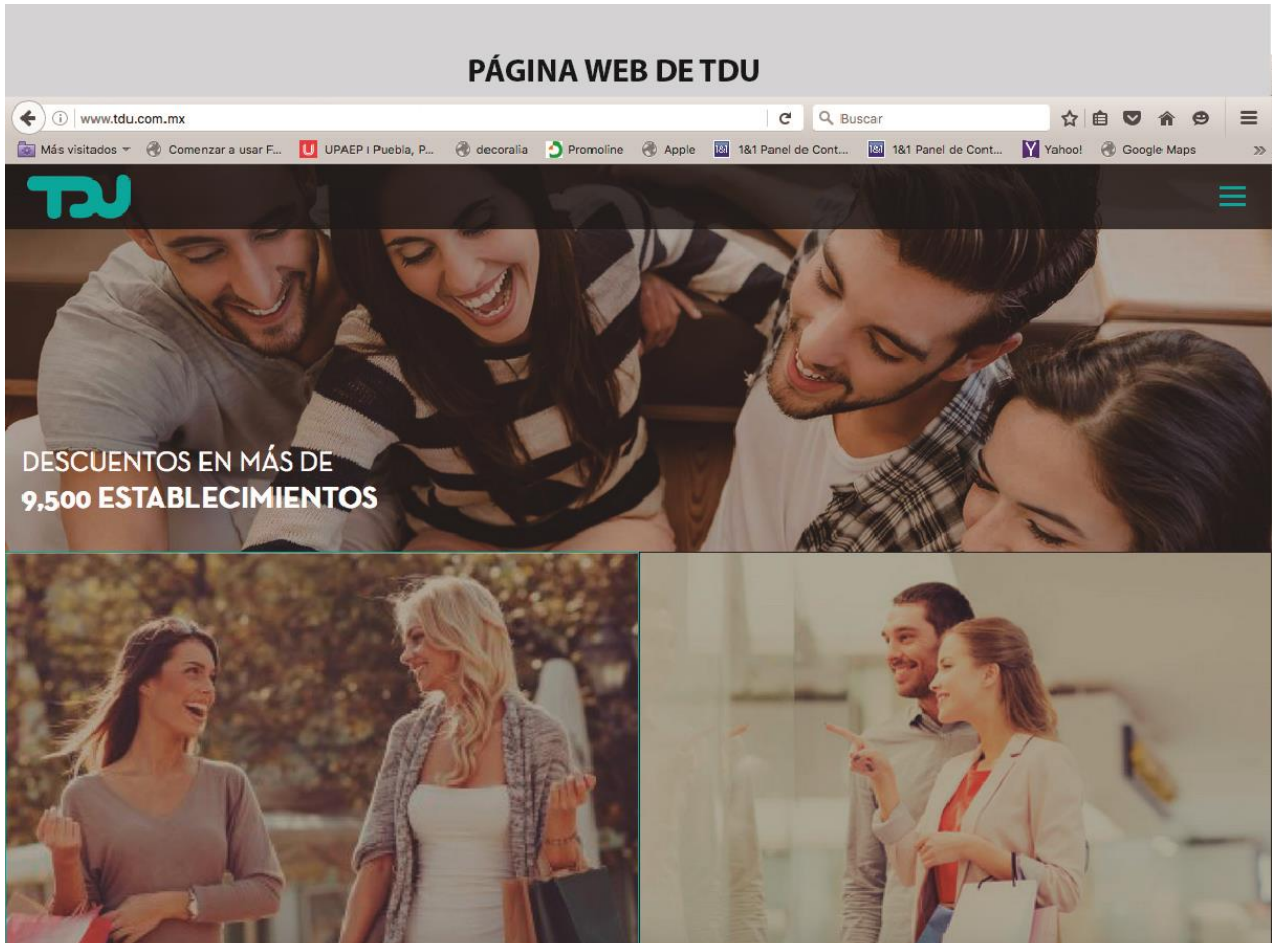 PÁGINA WEB DE TDU
www.tdu.com.mx
Buscar
Más visitados
Comenzar a usar F...
UPAEP | Puebla, P...
decoralia
Promoline
Apple
1&1 Panel de Cont...
1&1 Panel de Cont...
Yahoo!
Google Maps
TDU
DESCUENTOS EN MÁS DE
9,500 ESTABLECIMIENTOS